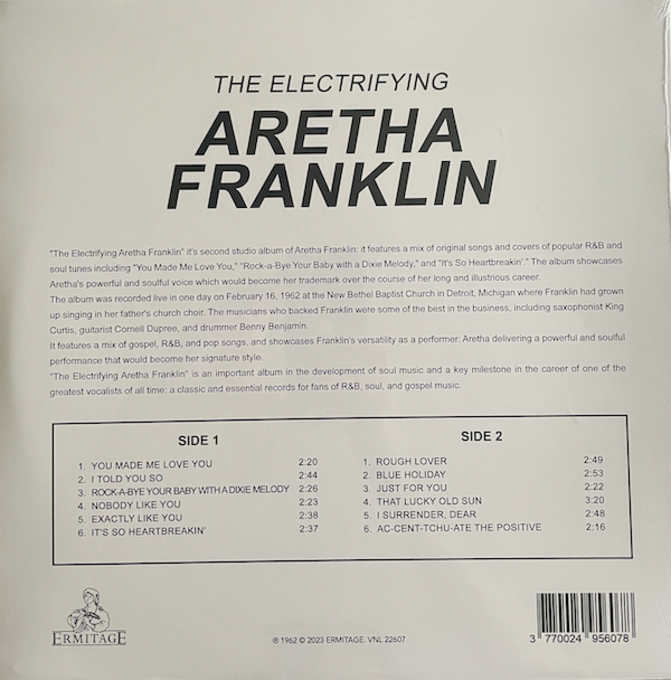 THE ELECTRIFYING
ARETHA
FRANKLIN
"The Electrifying Aretha Franklin" it's second studio album of Aretha Franklin: it features a mix of original songs and covers of popular R&B and
soul tunes including "You Made Me Love You," "Rock-a-Bye Your Baby with a Dixie Melody," and "It's So Heartbreakin'." The album showcases
Aretha's powerful and soulful voice which would become her trademark over the course of her long and illustrious career.
The album was recorded live in one day on February 16, 1962 at the New Bethel Baptist Church in Detroit, Michigan where Franklin had grown
up singing in her father's church choir. The musicians who backed Franklin were some of the best in the business, including saxophonist King
Curtis, guitarist Cornell Dupree, and drummer Benny Benjamin.
It features a mix of gospel, R&B, and pop songs, and showcases Franklin's versatility as a performer: Aretha delivering a powerful and soulful
performance that would become her signature style.
"The Electrifying Aretha Franklin" is an important album in the development of soul music and a key milestone in the career of one of the
greatest vocalists of all time: a classic and essential records for fans of R&B, soul, and gospel music.
SIDE 1
1. YOU MADE ME LOVE YOU 2:20
2. I TOLD YOU SO 2:44
3. ROCK-A-BYE YOUR BABY WITH A DIXIE MELODY 2:26
4. NOBODY LIKE YOU 2:23
5. EXACTLY LIKE YOU 2:38
6. IT'S SO HEARTBREAKIN' 2:37
SIDE 2
1. ROUGH LOVER 2:49
2. BLUE HOLIDAY 2:53
3. JUST FOR YOU 2:22
4. THAT LUCKY OLD SUN 3:20
5. I SURRENDER, DEAR 2:48
6. AC-CENT-TCHU-ATE THE POSITIVE 2:16
ERMITAGE
℗ 1962 © 2023 ERMITAGE. VNL 22607
3 770024 956078